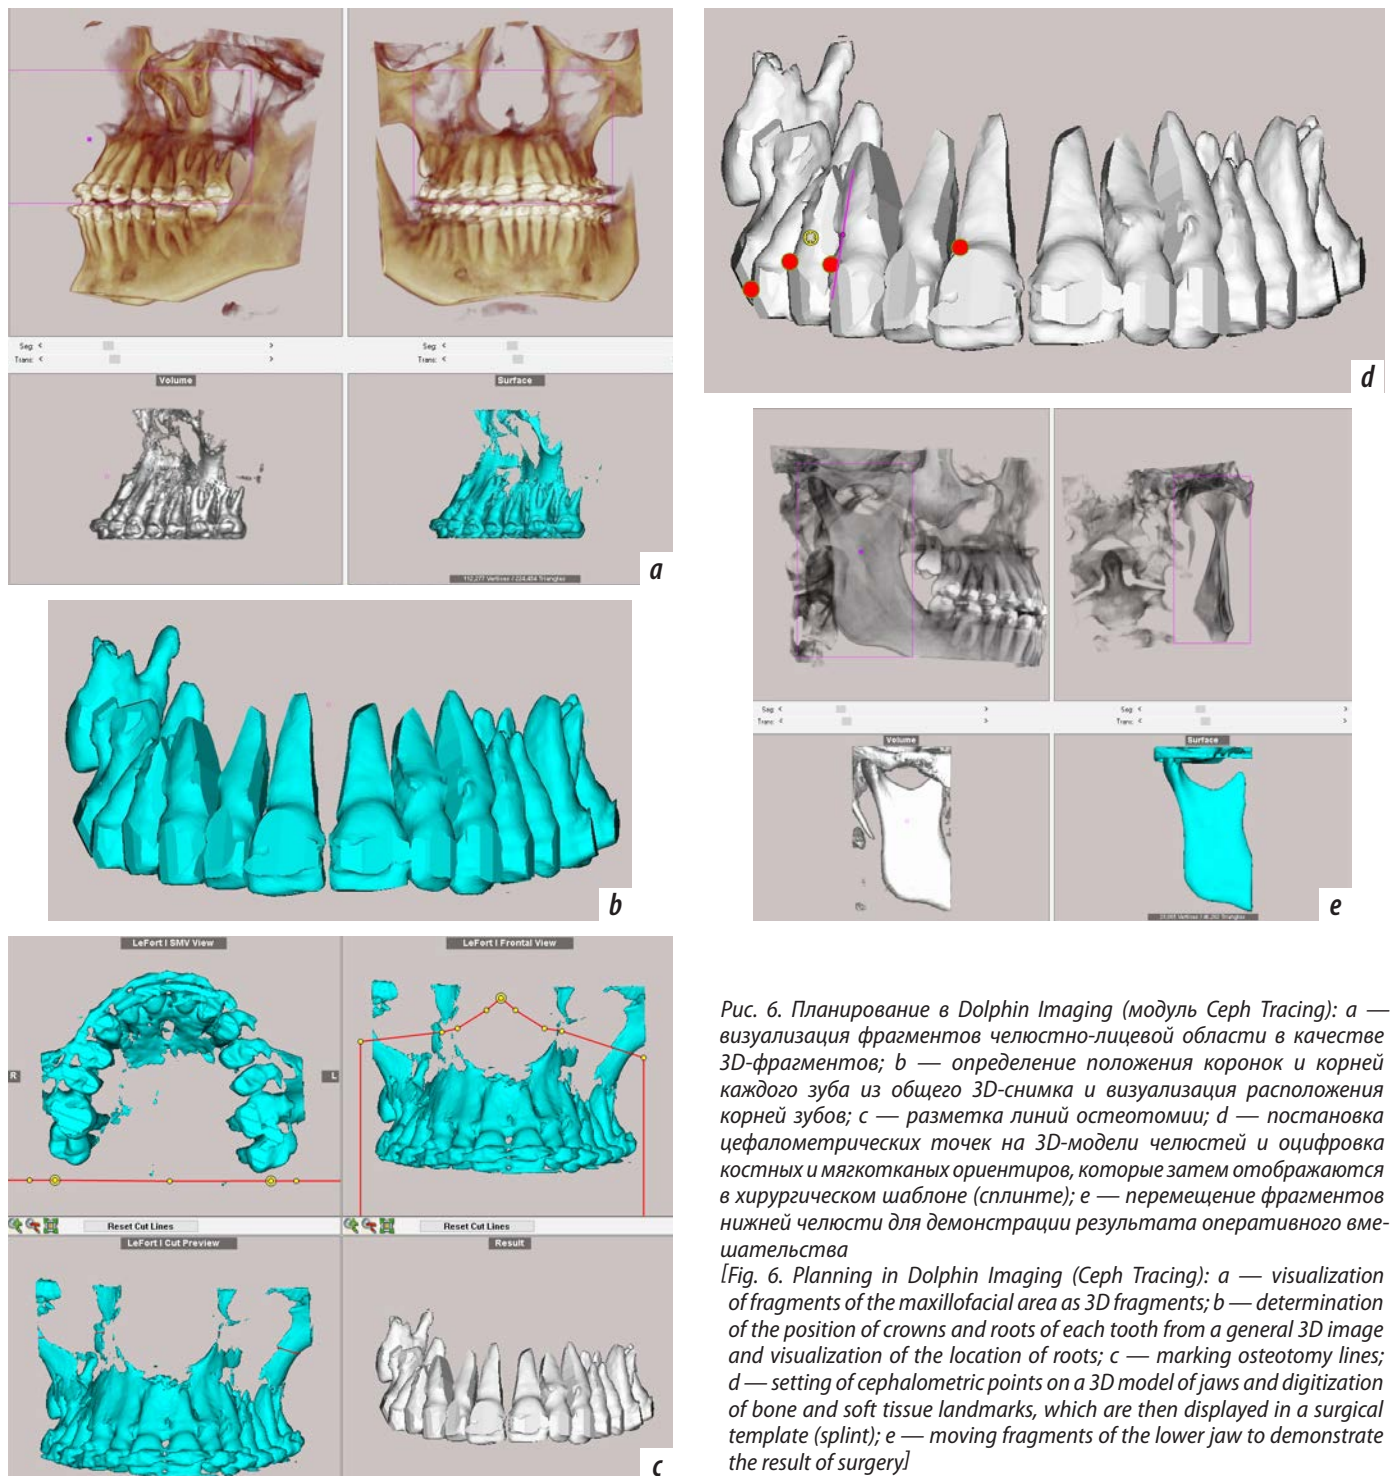 Seg: < >
Trans: < >
Seg: < >
Trans: < >
Volume
Surface
112,277 Vertices / 224,404 Triangles
a
b
LeFort I SMV View
LeFort I Frontal View
R
L
Reset Cut Lines
Reset Cut Lines
LeFort I Cut Preview
Result
c
d
Seg: < >
Trans: < >
Seg: < >
Trans: < >
Volume
Surface
e
Рис. 6. Планирование в Dolphin Imaging (модуль Ceph Tracing): a —
визуализация фрагментов челюстно-лицевой области в качестве
3D-фрагментов; b — определение положения коронок и корней
каждого зуба из общего 3D-снимка и визуализация расположения
корней зубов; c — разметка линий остеотомии; d — постановка
цефалометрических точек на 3D-модели челюстей и оцифровка
костных и мягкотканых ориентиров, которые затем отображаются
в хирургическом шаблоне (сплинте); e — перемещение фрагментов
нижней челюсти для демонстрации результата оперативного вме-
шательства
[Fig. 6. Planning in Dolphin Imaging (Ceph Tracing): a — visualization
of fragments of the maxillofacial area as 3D fragments; b — determination
of the position of crowns and roots of each tooth from a general 3D image
and visualization of the location of roots; c — marking osteotomy lines;
d — setting of cephalometric points on a 3D model of jaws and digitization
of bone and soft tissue landmarks, which are then displayed in a surgical
template (splint); e — moving fragments of the lower jaw to demonstrate
the result of surgery]